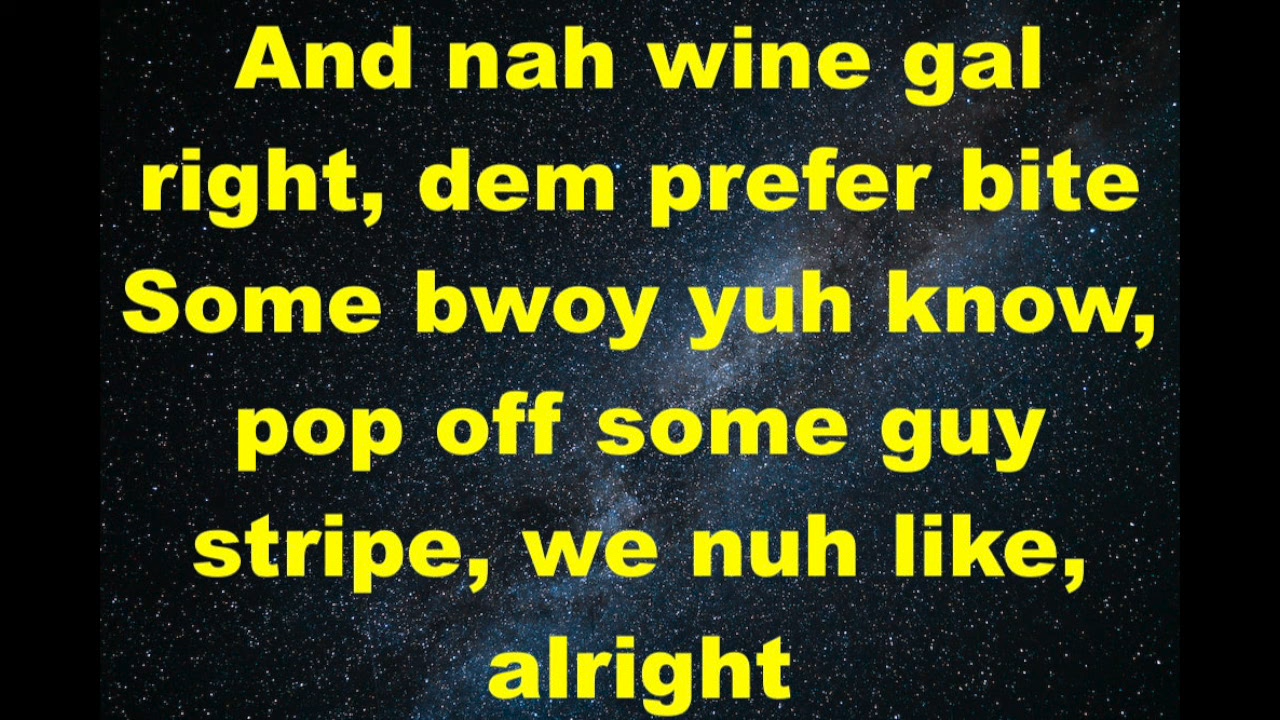 And nah wine gal
right, dem prefer bite
Some bwoy yuh know,
pop off some guy
stripe, we nuh like,
alright